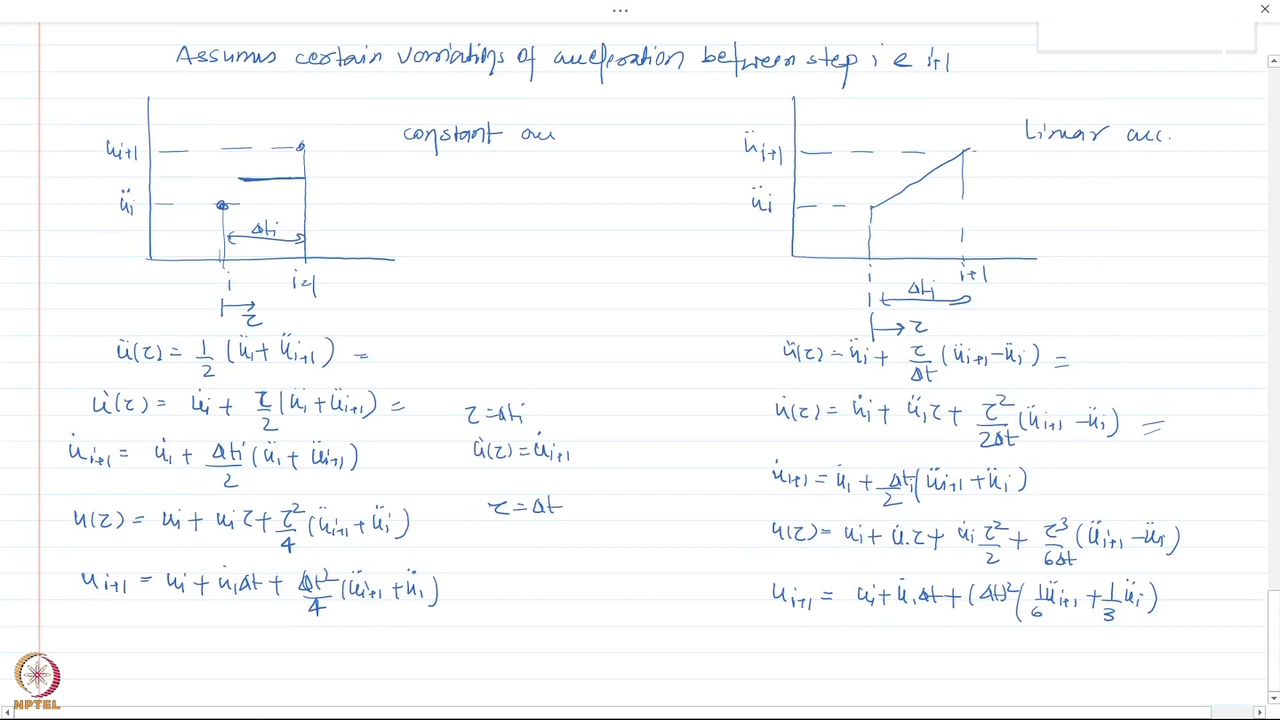 Assumes certain variations of acceleration between step i & i+1
constant acc
u_{i+1}
ü_i
Δt_i
i
i+1
τ
ü(τ) = 1/2 (ü_i + ü_{i+1}) =
u̇(τ) = u̇_i + τ/2 (ü_i + ü_{i+1}) =
τ = Δt_i
u̇_{i+1} = u̇_i + Δt_i/2 (ü_i + ü_{i+1})
u̇(τ) = u̇_{i+1}
u(τ) = u_i + u̇_i τ + τ²/4 (ü_{i+1} + ü_i)
τ = Δt
u_{i+1} = u_i + u̇_i Δt + Δt²/4 (ü_{i+1} + ü_i)
Linear acc.
ü_{i+1}
ü_i
i
i+1
Δt_i
τ
ü(τ) = ü_i + τ/Δt (ü_{i+1} - ü_i) =
u̇(τ) = u̇_i + ü_i τ + τ²/2Δt (ü_{i+1} - ü_i) =
u̇_{i+1} = u̇_i + Δt_i/2 (ü_{i+1} + ü_i)
u(τ) = u_i + u̇_i τ + ü_i τ²/2 + τ³/6Δt (ü_{i+1} - ü_i)
u_{i+1} = u_i + u̇_i Δt + (Δt)² (1/6 ü_{i+1} + 1/3 ü_i)
NPTEL